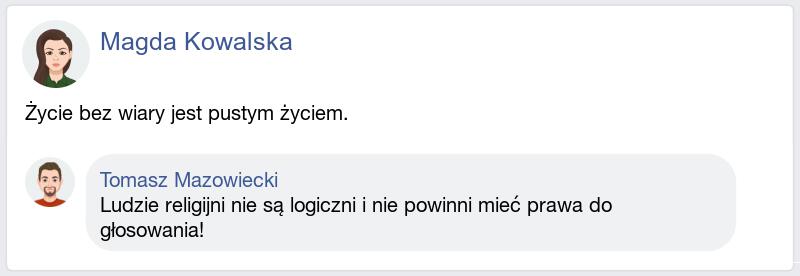 Magda Kowalska
Życie bez wiary jest pustym życiem.
Tomasz Mazowiecki
Ludzie religijni nie są logiczni i nie powinni mieć prawa do
głosowania!